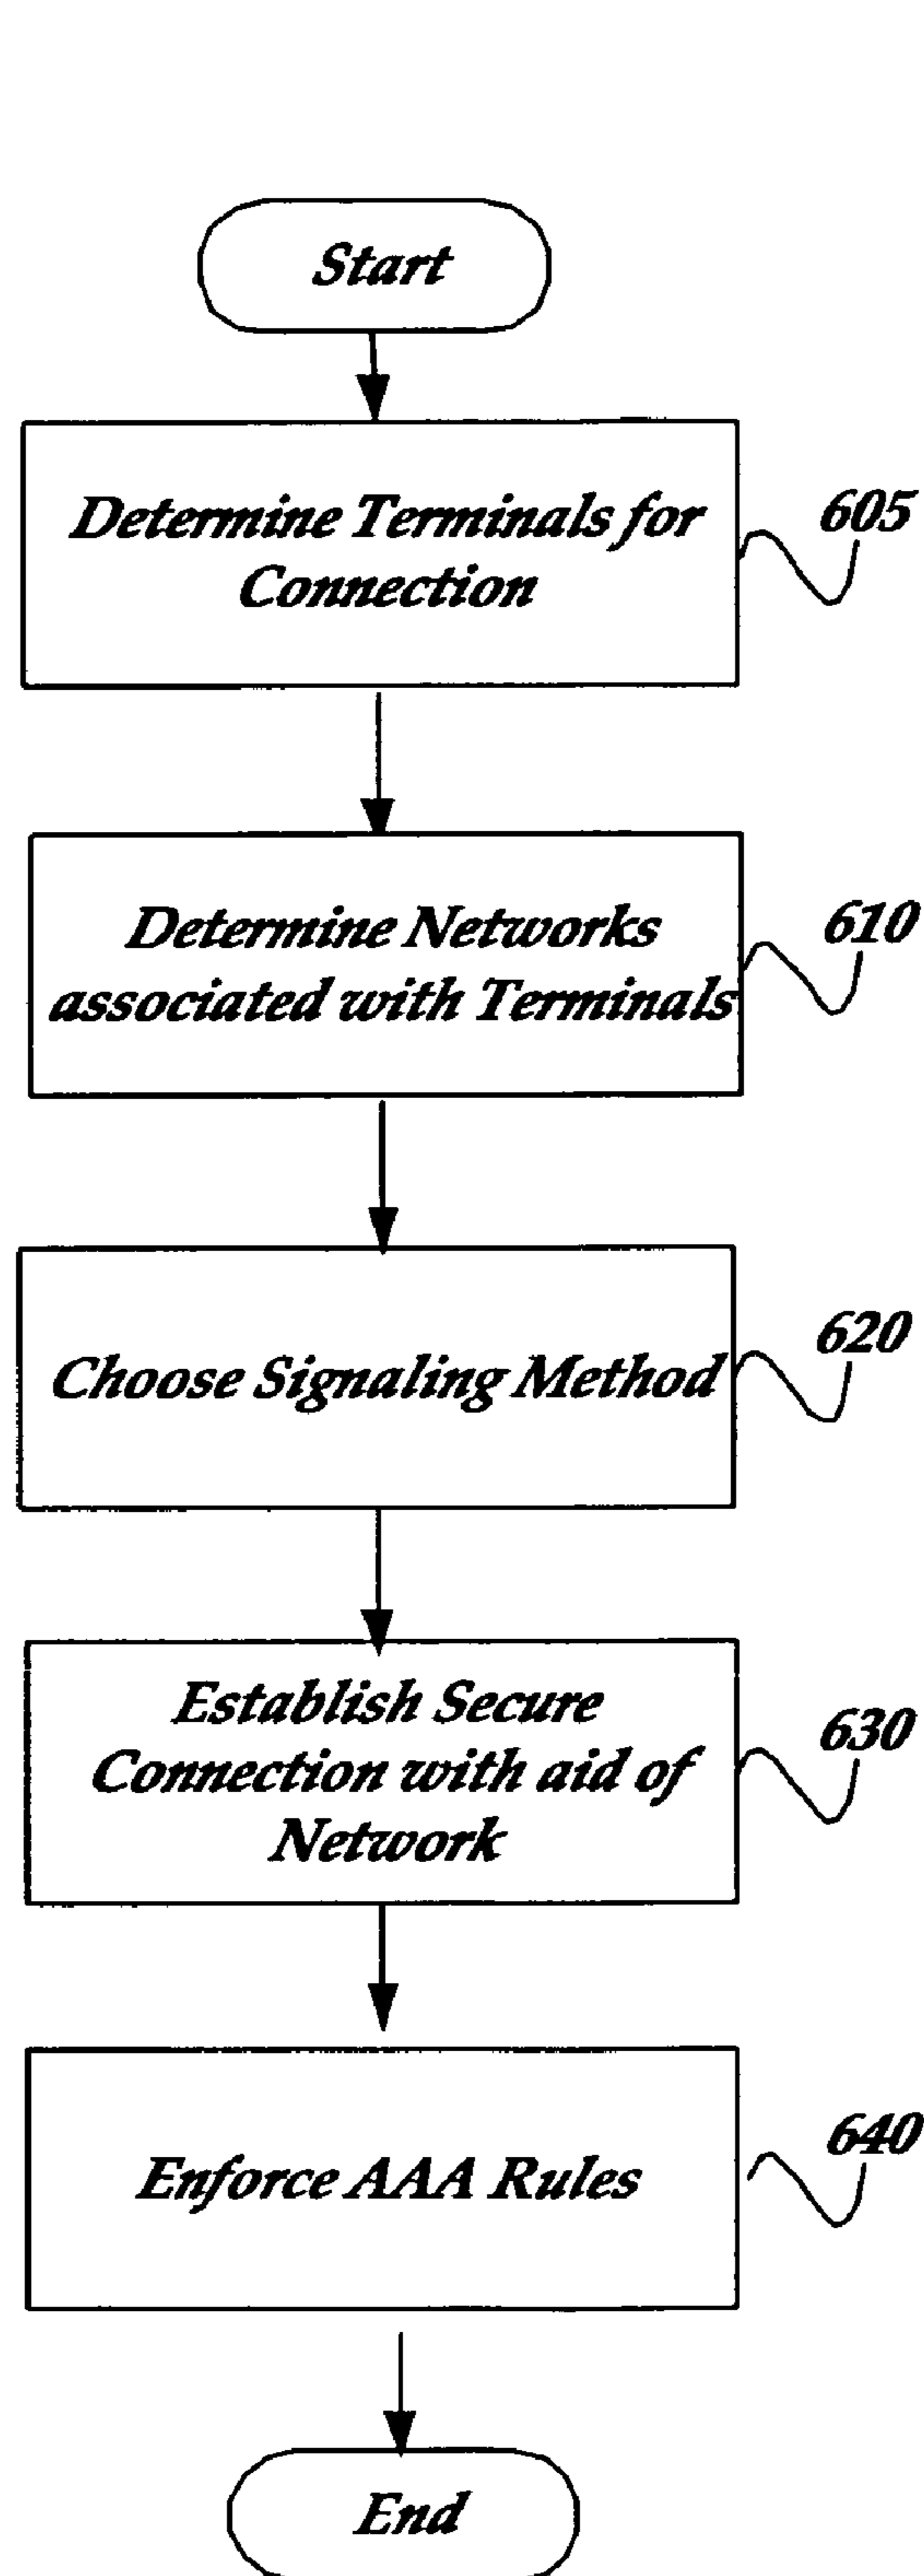 Start
Determine Terminals for
Connection
605
Determine Networks
associated with Terminals
610
Choose Signaling Method
620
Establish Secure
Connection with aid of
Network
630
Enforce AAA Rules
640
End